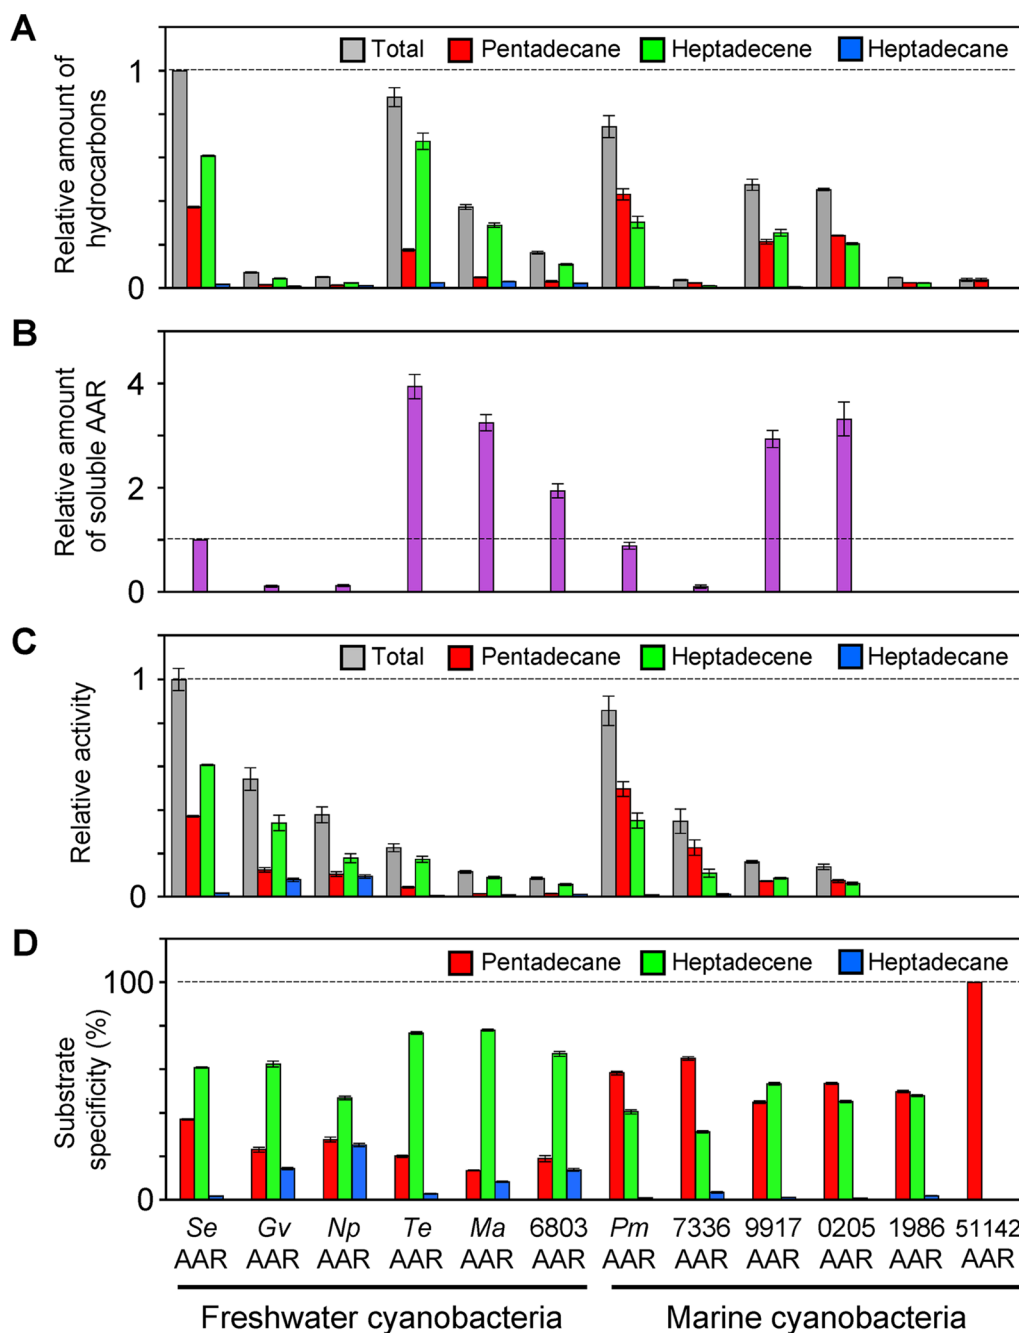 A
Total Pentadecane Heptadecene Heptadecane
Relative amount of
hydrocarbons
1
0
B
Relative amount
of soluble AAR
4
2
1
0
C
Total Pentadecane Heptadecene Heptadecane
Relative activity
1
0
D
Pentadecane Heptadecene Heptadecane
Substrate
specificity (%)
100
0
Se Gv Np Te Ma 6803 Pm 7336 9917 0205 1986 51142
AAR AAR AAR AAR AAR AAR AAR AAR AAR AAR AAR AAR
Freshwater cyanobacteria Marine cyanobacteria